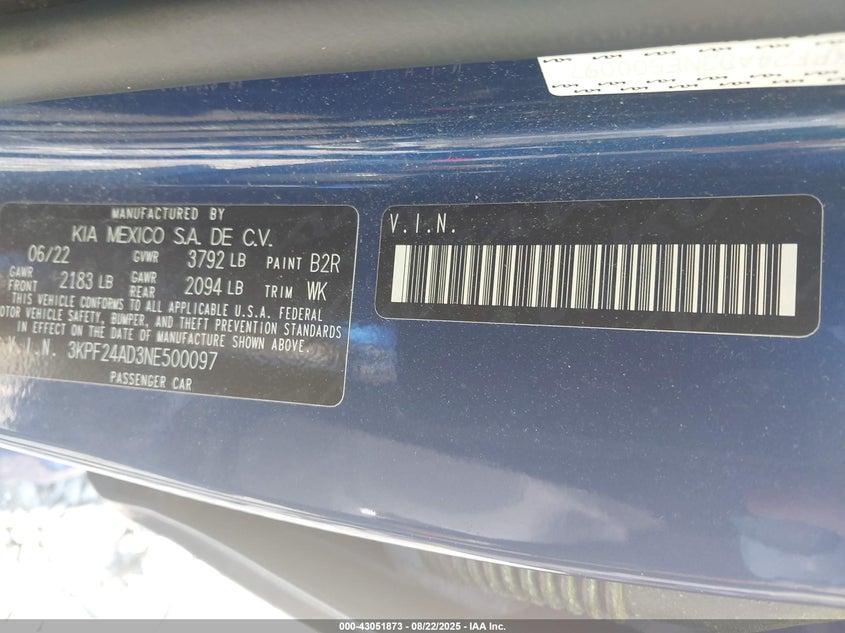 MANUFACTURED BY
KIA MEXICO S.A. DE C.V.
06/22 GVWR 3792 LB PAINT B2R
GAWR FRONT 2183 LB GAWR REAR 2094 LB TRIM WK
THIS VEHICLE CONFORMS TO ALL APPLICABLE U.S.A. FEDERAL
MOTOR VEHICLE SAFETY, BUMPER, AND THEFT PREVENTION STANDARDS
IN EFFECT ON THE DATE OF MANUFACTURE SHOWN ABOVE.
V.I.N. 3KPF24AD3NE500097
PASSENGER CAR
V.I.N.
000-43051873 - 08/22/2025 - IAA Inc.